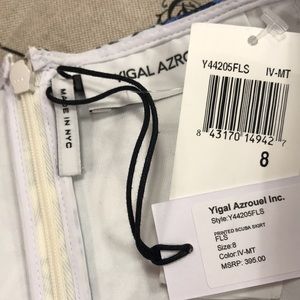 YIGAL AZROU
MADE IN NYC
Y44205FLS IV-MT
8 43170 14942 7
8
Yigal Azrouel Inc.
Style:Y44205FLS
PRINTED SCUBA SKIRT
FLS
Size:8
Color:IV-MT
MSRP: 395.00